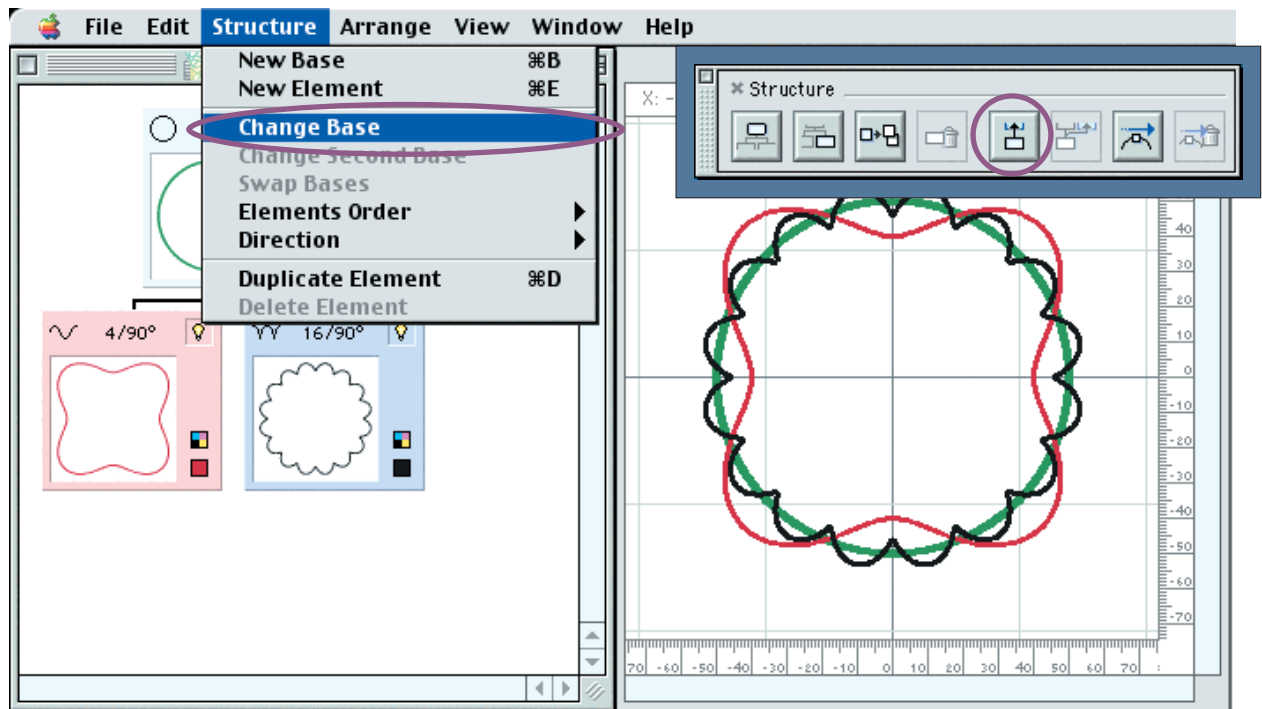 File Edit Structure Arrange View Window Help
New Base ⌘B
New Element ⌘E
Change Base
Change Second Base
Swap Bases
Elements Order
Direction
Duplicate Element ⌘D
Delete Element
X: -
× Structure
4/90°
16/90°
40
30
20
10
0
-10
-20
-30
-40
-50
-60
-70
70 -60 -50 -40 -30 -20 -10 0 10 20 30 40 50 60 70